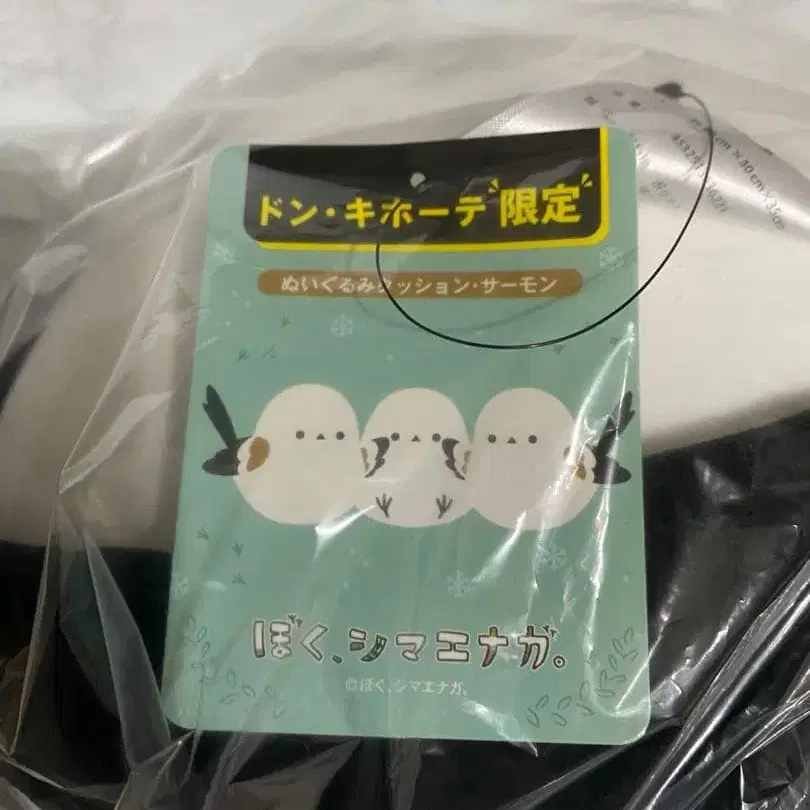 ドン・キホーテ限定
ぬいぐるみクッション・サーモン
ぼく、シマエナガ。
©ぼく、シマエナガ。